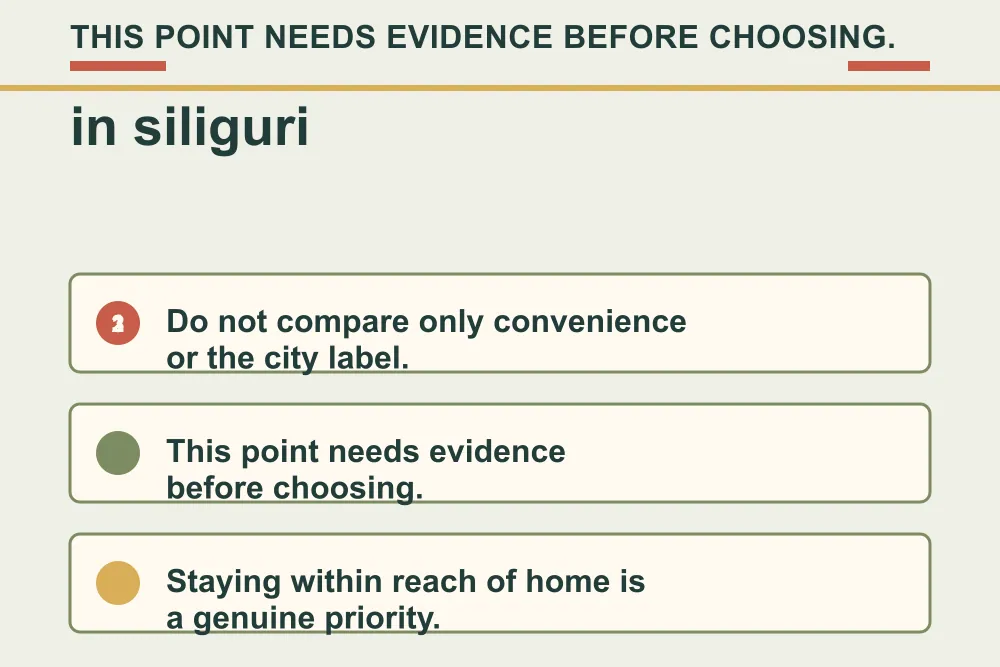 THIS POINT NEEDS EVIDENCE BEFORE CHOOSING.
in siliguri
Do not compare only convenience
or the city label.
This point needs evidence
before choosing.
Staying within reach of home is
a genuine priority.